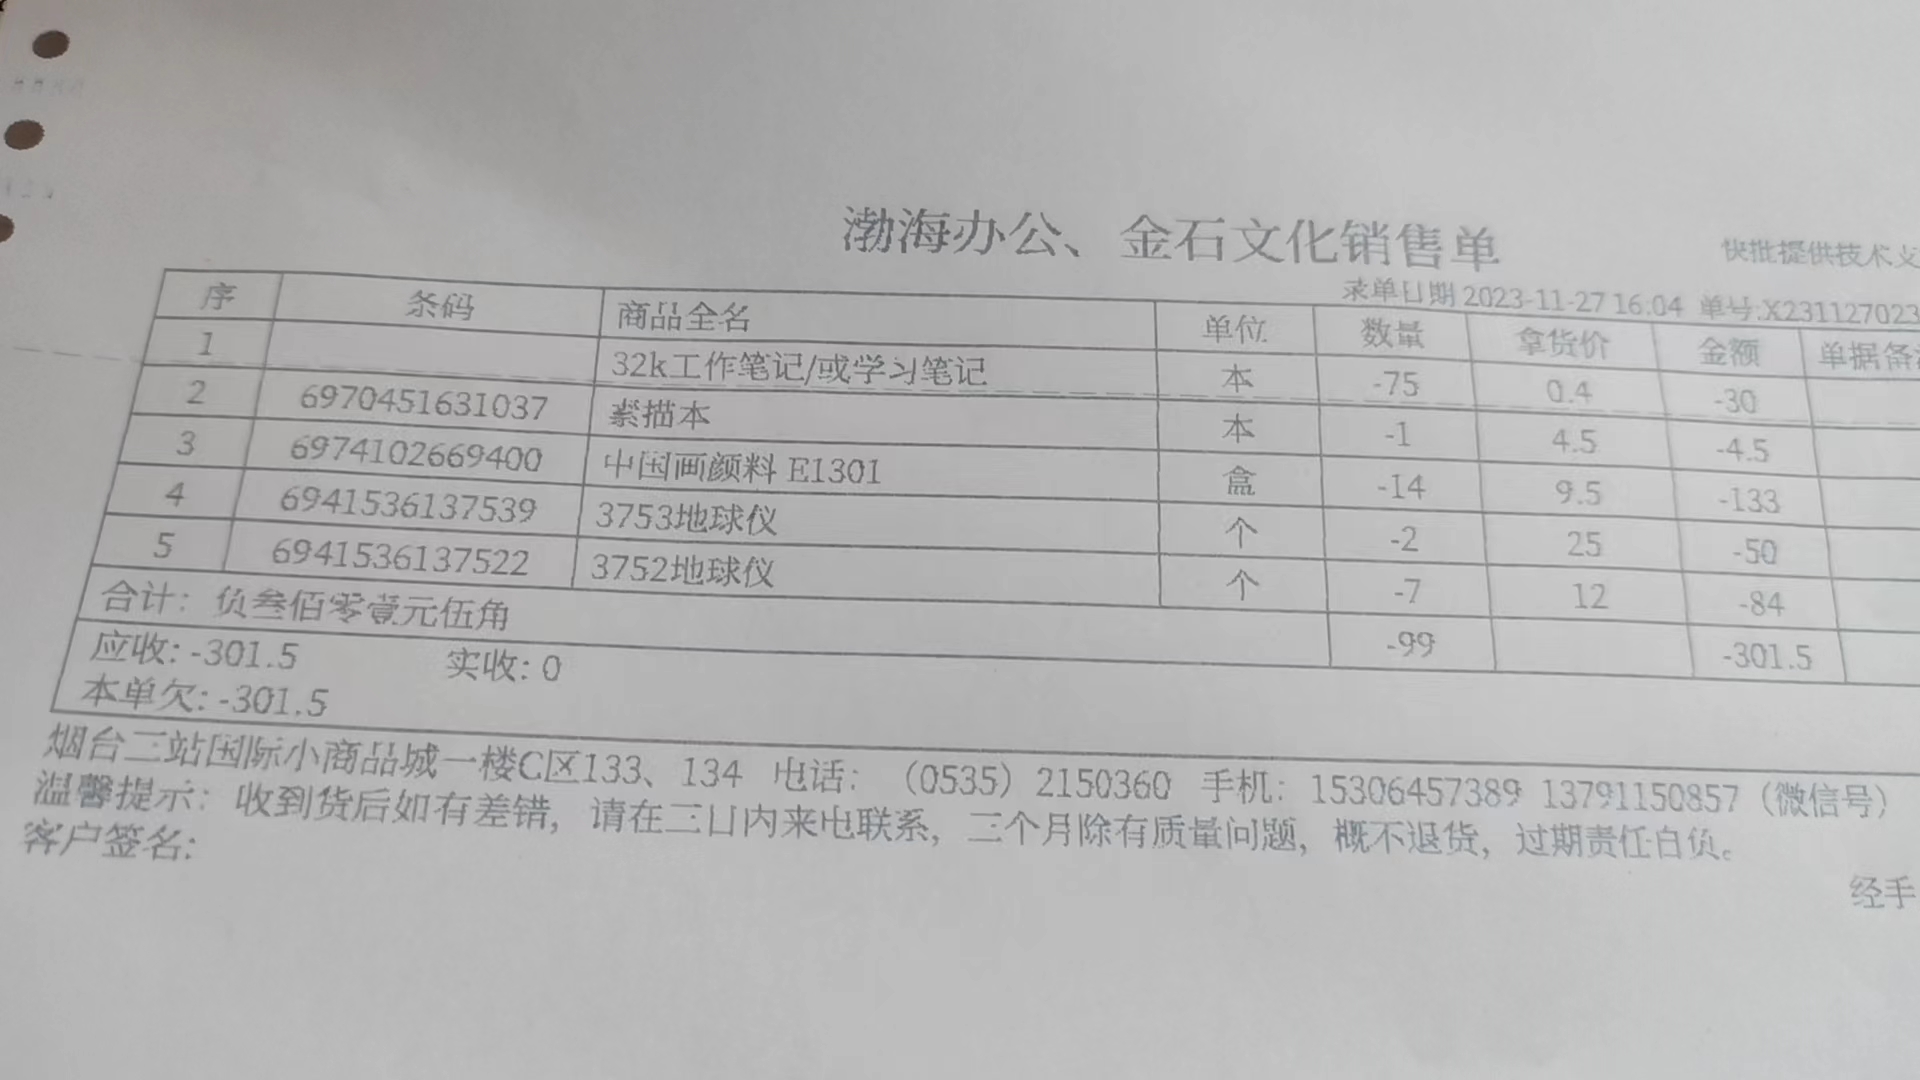 渤海办公、金石文化销售单
快批提供技术支
录单日期 2023-11-27 16:04 单号:X231127023
序 条码 商品全名 单位 数量 拿货价 金额 单据备
1 32k工作笔记/或学习笔记 本 -75 0.4 -30
2 6970451631037 素描本 本 -1 4.5 -4.5
3 6974102669400 中国画颜料 E1301 盒 -14 9.5 -133
4 6941536137539 3753地球仪 个 -2 25 -50
5 6941536137522 3752地球仪 个 -7 12 -84
合计：负叁佰零壹元伍角 -99 -301.5
应收: -301.5 实收: 0
本单欠: -301.5
烟台三站国际小商品城一楼C区133、134 电话：（0535）2150360 手机：15306457389 13791150857（微信号）
温馨提示：收到货后如有差错，请在三日内来电联系，三个月除有质量问题，概不退货，过期责任自负。
客户签名:
经手